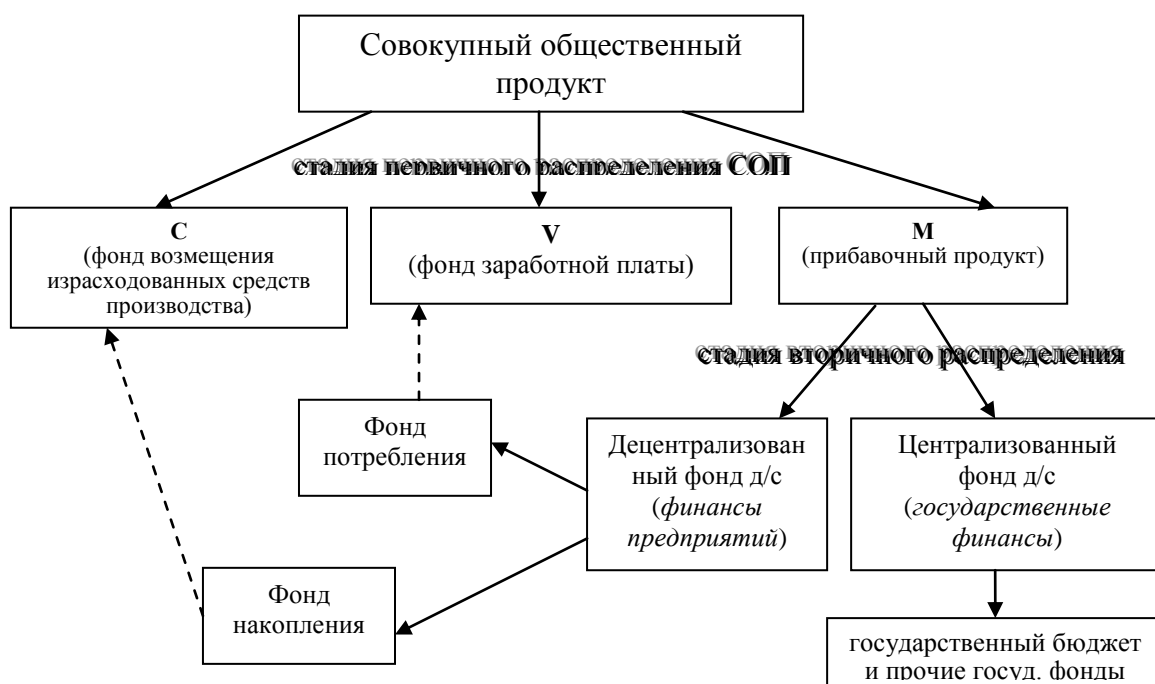 Совокупный общественный
продукт
стадия первичного распределения СОП
С
(фонд возмещения
израсходованных средств
производства)
V
(фонд заработной платы)
М
(прибавочный продукт)
стадия вторичного распределения
Фонд
потребления
Децентрализован
ный фонд д/с
(финансы
предприятий)
Централизованный
фонд д/с
(государственные
финансы)
Фонд
накопления
государственный бюджет
и прочие госуд. фонды